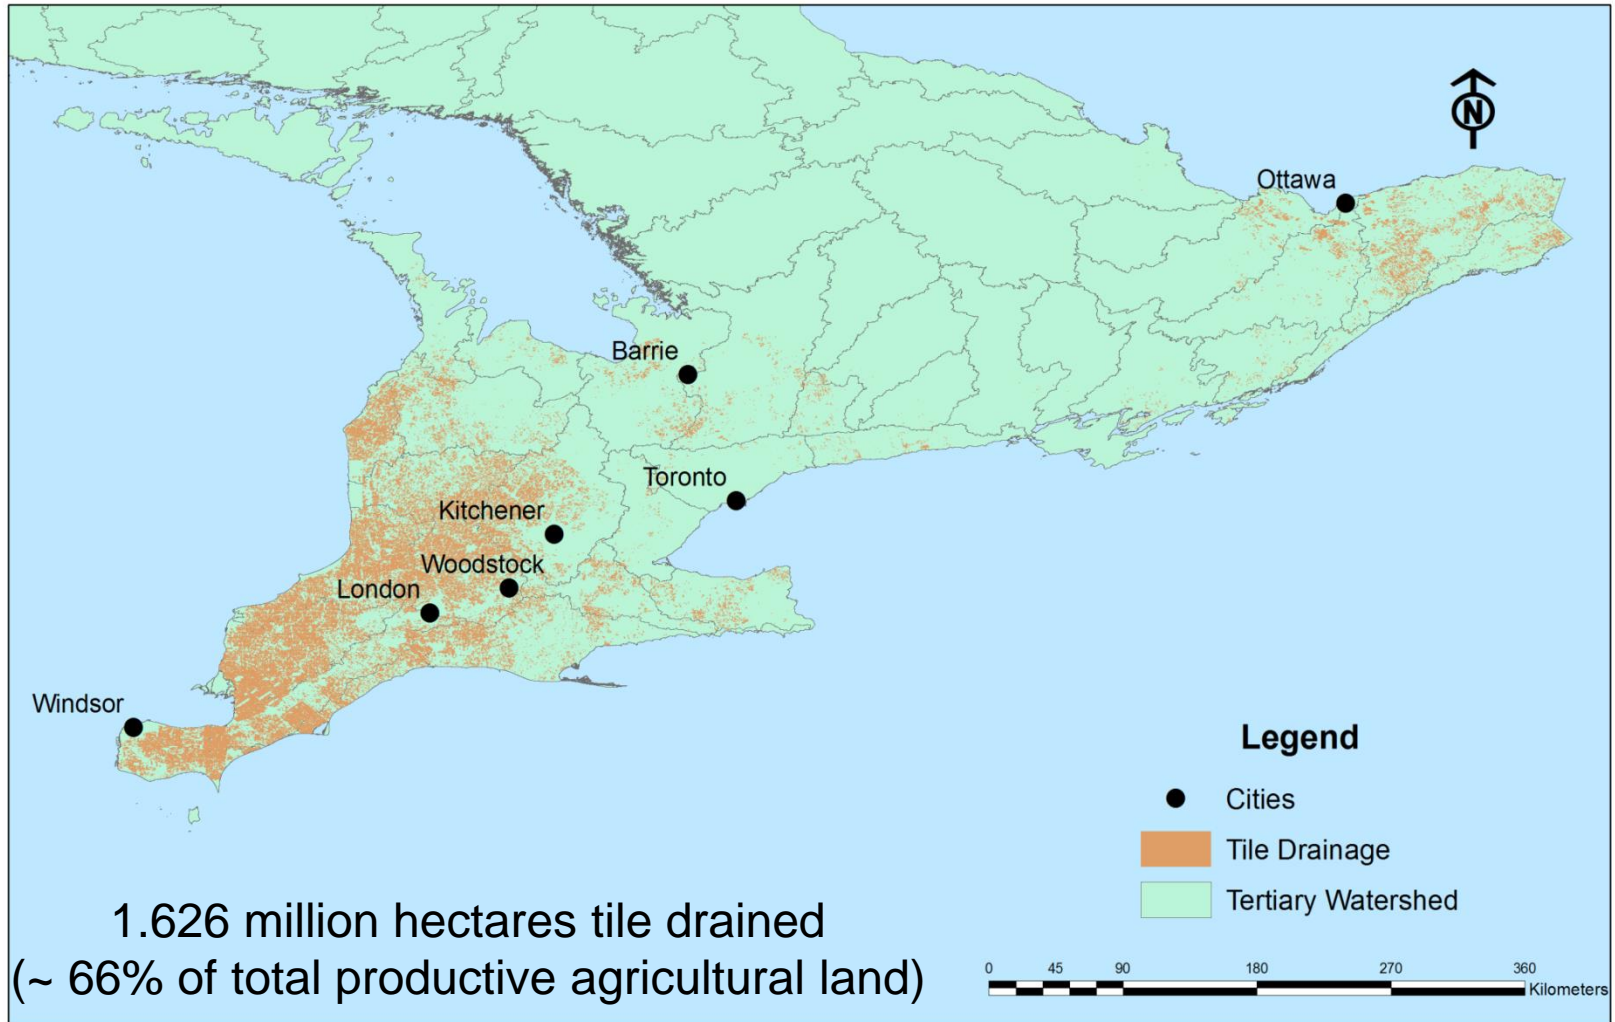 N
Ottawa
Barrie
Toronto
Kitchener
Woodstock
London
Windsor
Legend
Cities
Tile Drainage
Tertiary Watershed
1.626 million hectares tile drained
(~ 66% of total productive agricultural land)
0 45 90 180 270 360
Kilometers